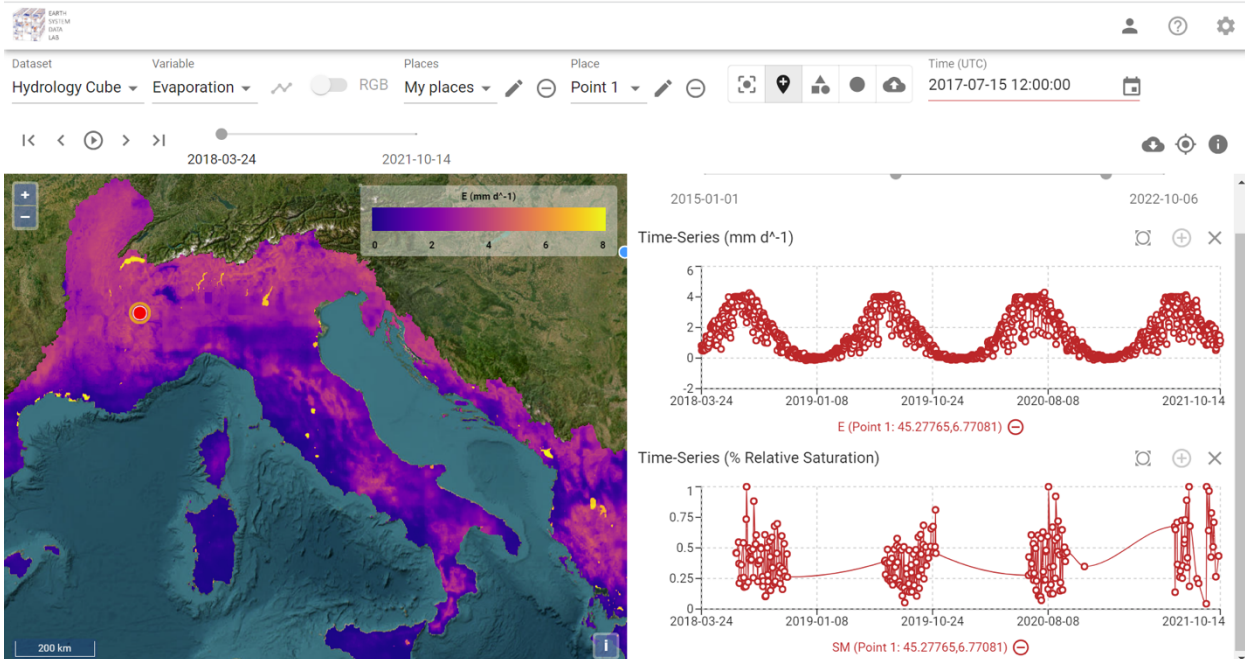 EARTH
SYSTEM
DATA
LAB
Dataset Variable Places Place Time (UTC)
Hydrology Cube Evaporation RGB My places Point 1 2017-07-15 12:00:00
2018-03-24 2021-10-14
+
−
E (mm d^-1)
0 2 4 6 8
200 km
i
2015-01-01 2022-10-06
Time-Series (mm d^-1)
6
4
2
0
-2
2018-03-24 2019-01-08 2019-10-24 2020-08-08 2021-10-14
E (Point 1: 45.27765,6.77081)
Time-Series (% Relative Saturation)
1
0.75
0.5
0.25
0
2018-03-24 2019-01-08 2019-10-24 2020-08-08 2021-10-14
SM (Point 1: 45.27765,6.77081)